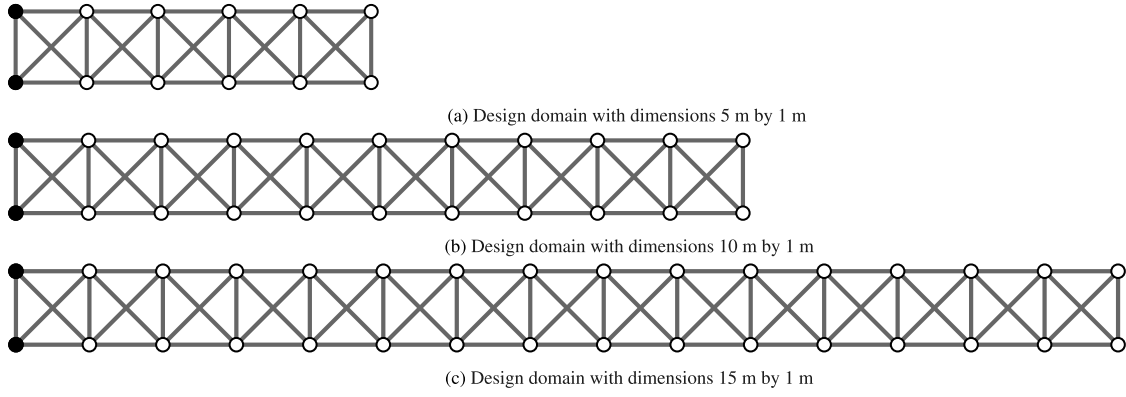 (a) Design domain with dimensions 5 m by 1 m
(b) Design domain with dimensions 10 m by 1 m
(c) Design domain with dimensions 15 m by 1 m